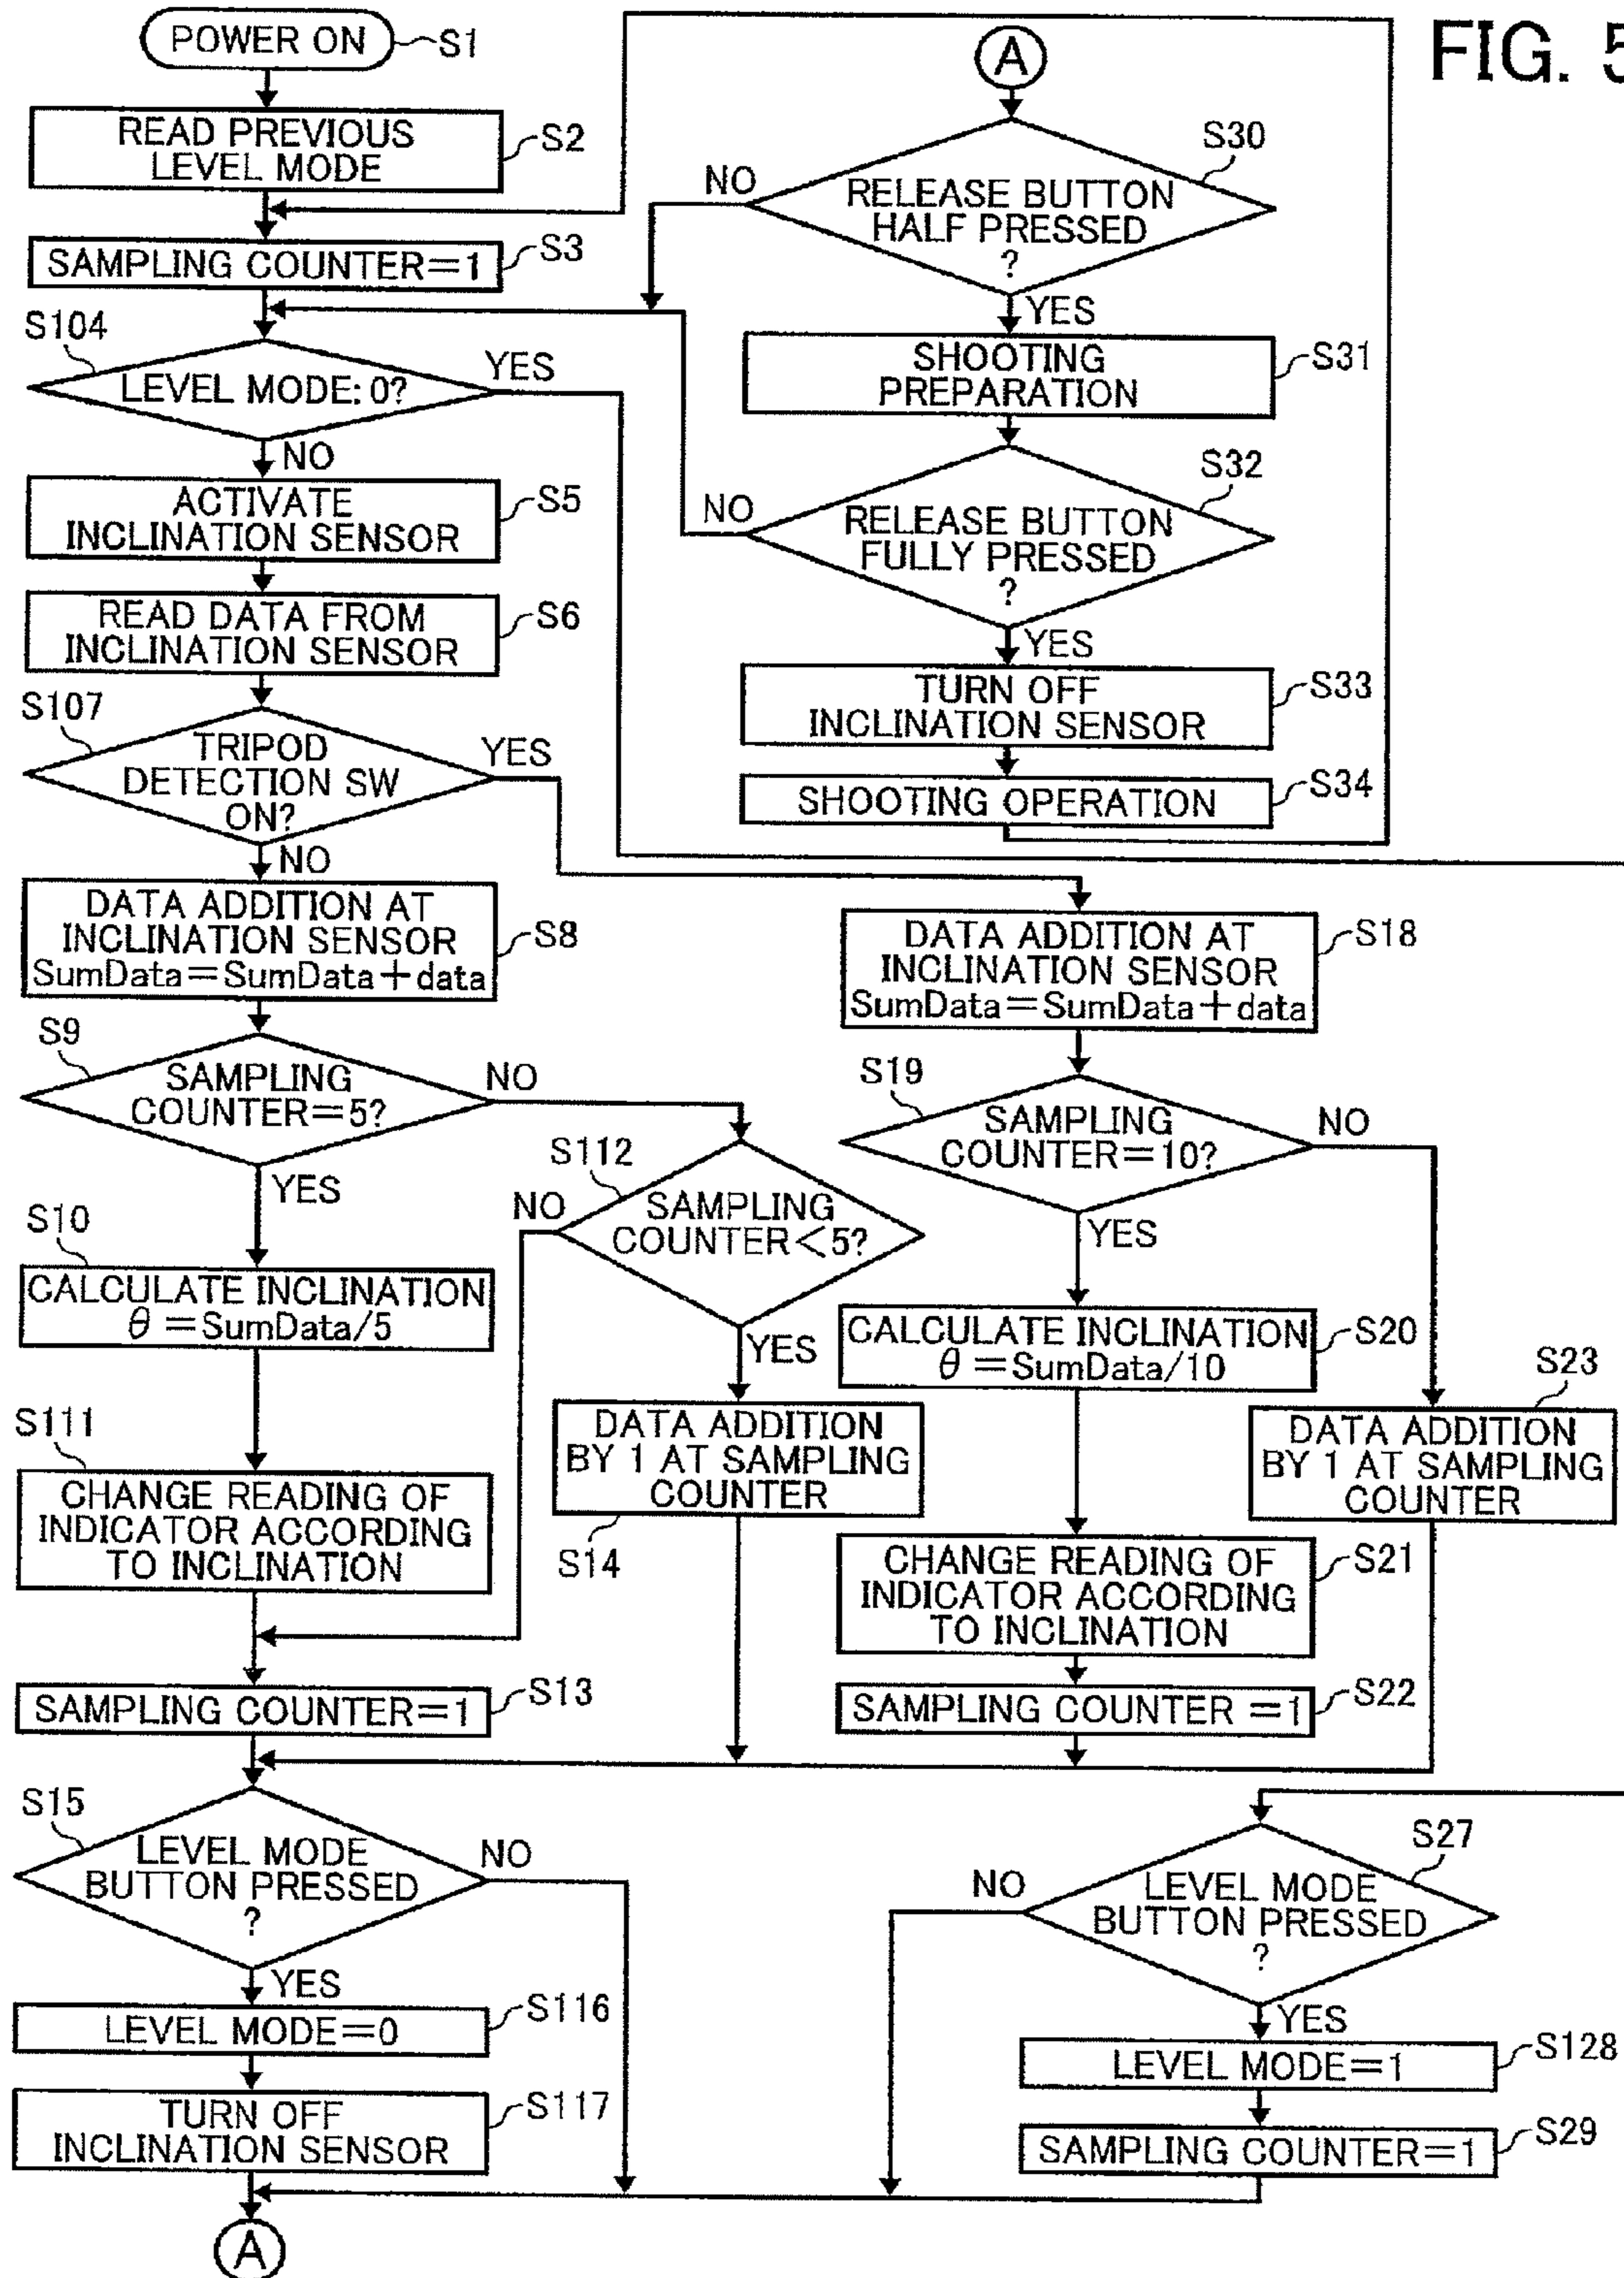 FIG. 5
POWER ON
S1
READ PREVIOUS
LEVEL MODE
S2
SAMPLING COUNTER=1
S3
S104
LEVEL MODE: 0?
YES
NO
ACTIVATE
INCLINATION SENSOR
S5
READ DATA FROM
INCLINATION SENSOR
S6
S107
TRIPOD
DETECTION SW
ON?
YES
NO
DATA ADDITION AT
INCLINATION SENSOR
SumData=SumData+data
S8
S9
SAMPLING
COUNTER=5?
NO
YES
S10
CALCULATE INCLINATION
θ=SumData/5
S111
CHANGE READING OF
INDICATOR ACCORDING
TO INCLINATION
S112
SAMPLING
COUNTER<5?
NO
YES
DATA ADDITION
BY 1 AT SAMPLING
COUNTER
S14
SAMPLING COUNTER=1
S13
S15
LEVEL MODE
BUTTON PRESSED
?
NO
YES
LEVEL MODE=0
S116
TURN OFF
INCLINATION SENSOR
S117
A
A
S30
RELEASE BUTTON
HALF PRESSED
?
NO
YES
SHOOTING
PREPARATION
S31
S32
RELEASE BUTTON
FULLY PRESSED
?
NO
YES
TURN OFF
INCLINATION SENSOR
S33
SHOOTING OPERATION
S34
DATA ADDITION AT
INCLINATION SENSOR
SumData=SumData+data
S18
S19
SAMPLING
COUNTER=10?
NO
YES
CALCULATE INCLINATION
θ=SumData/10
S20
S23
DATA ADDITION
BY 1 AT SAMPLING
COUNTER
CHANGE READING OF
INDICATOR ACCORDING
TO INCLINATION
S21
SAMPLING COUNTER =1
S22
S27
LEVEL MODE
BUTTON PRESSED
?
NO
YES
LEVEL MODE=1
S128
SAMPLING COUNTER=1
S29